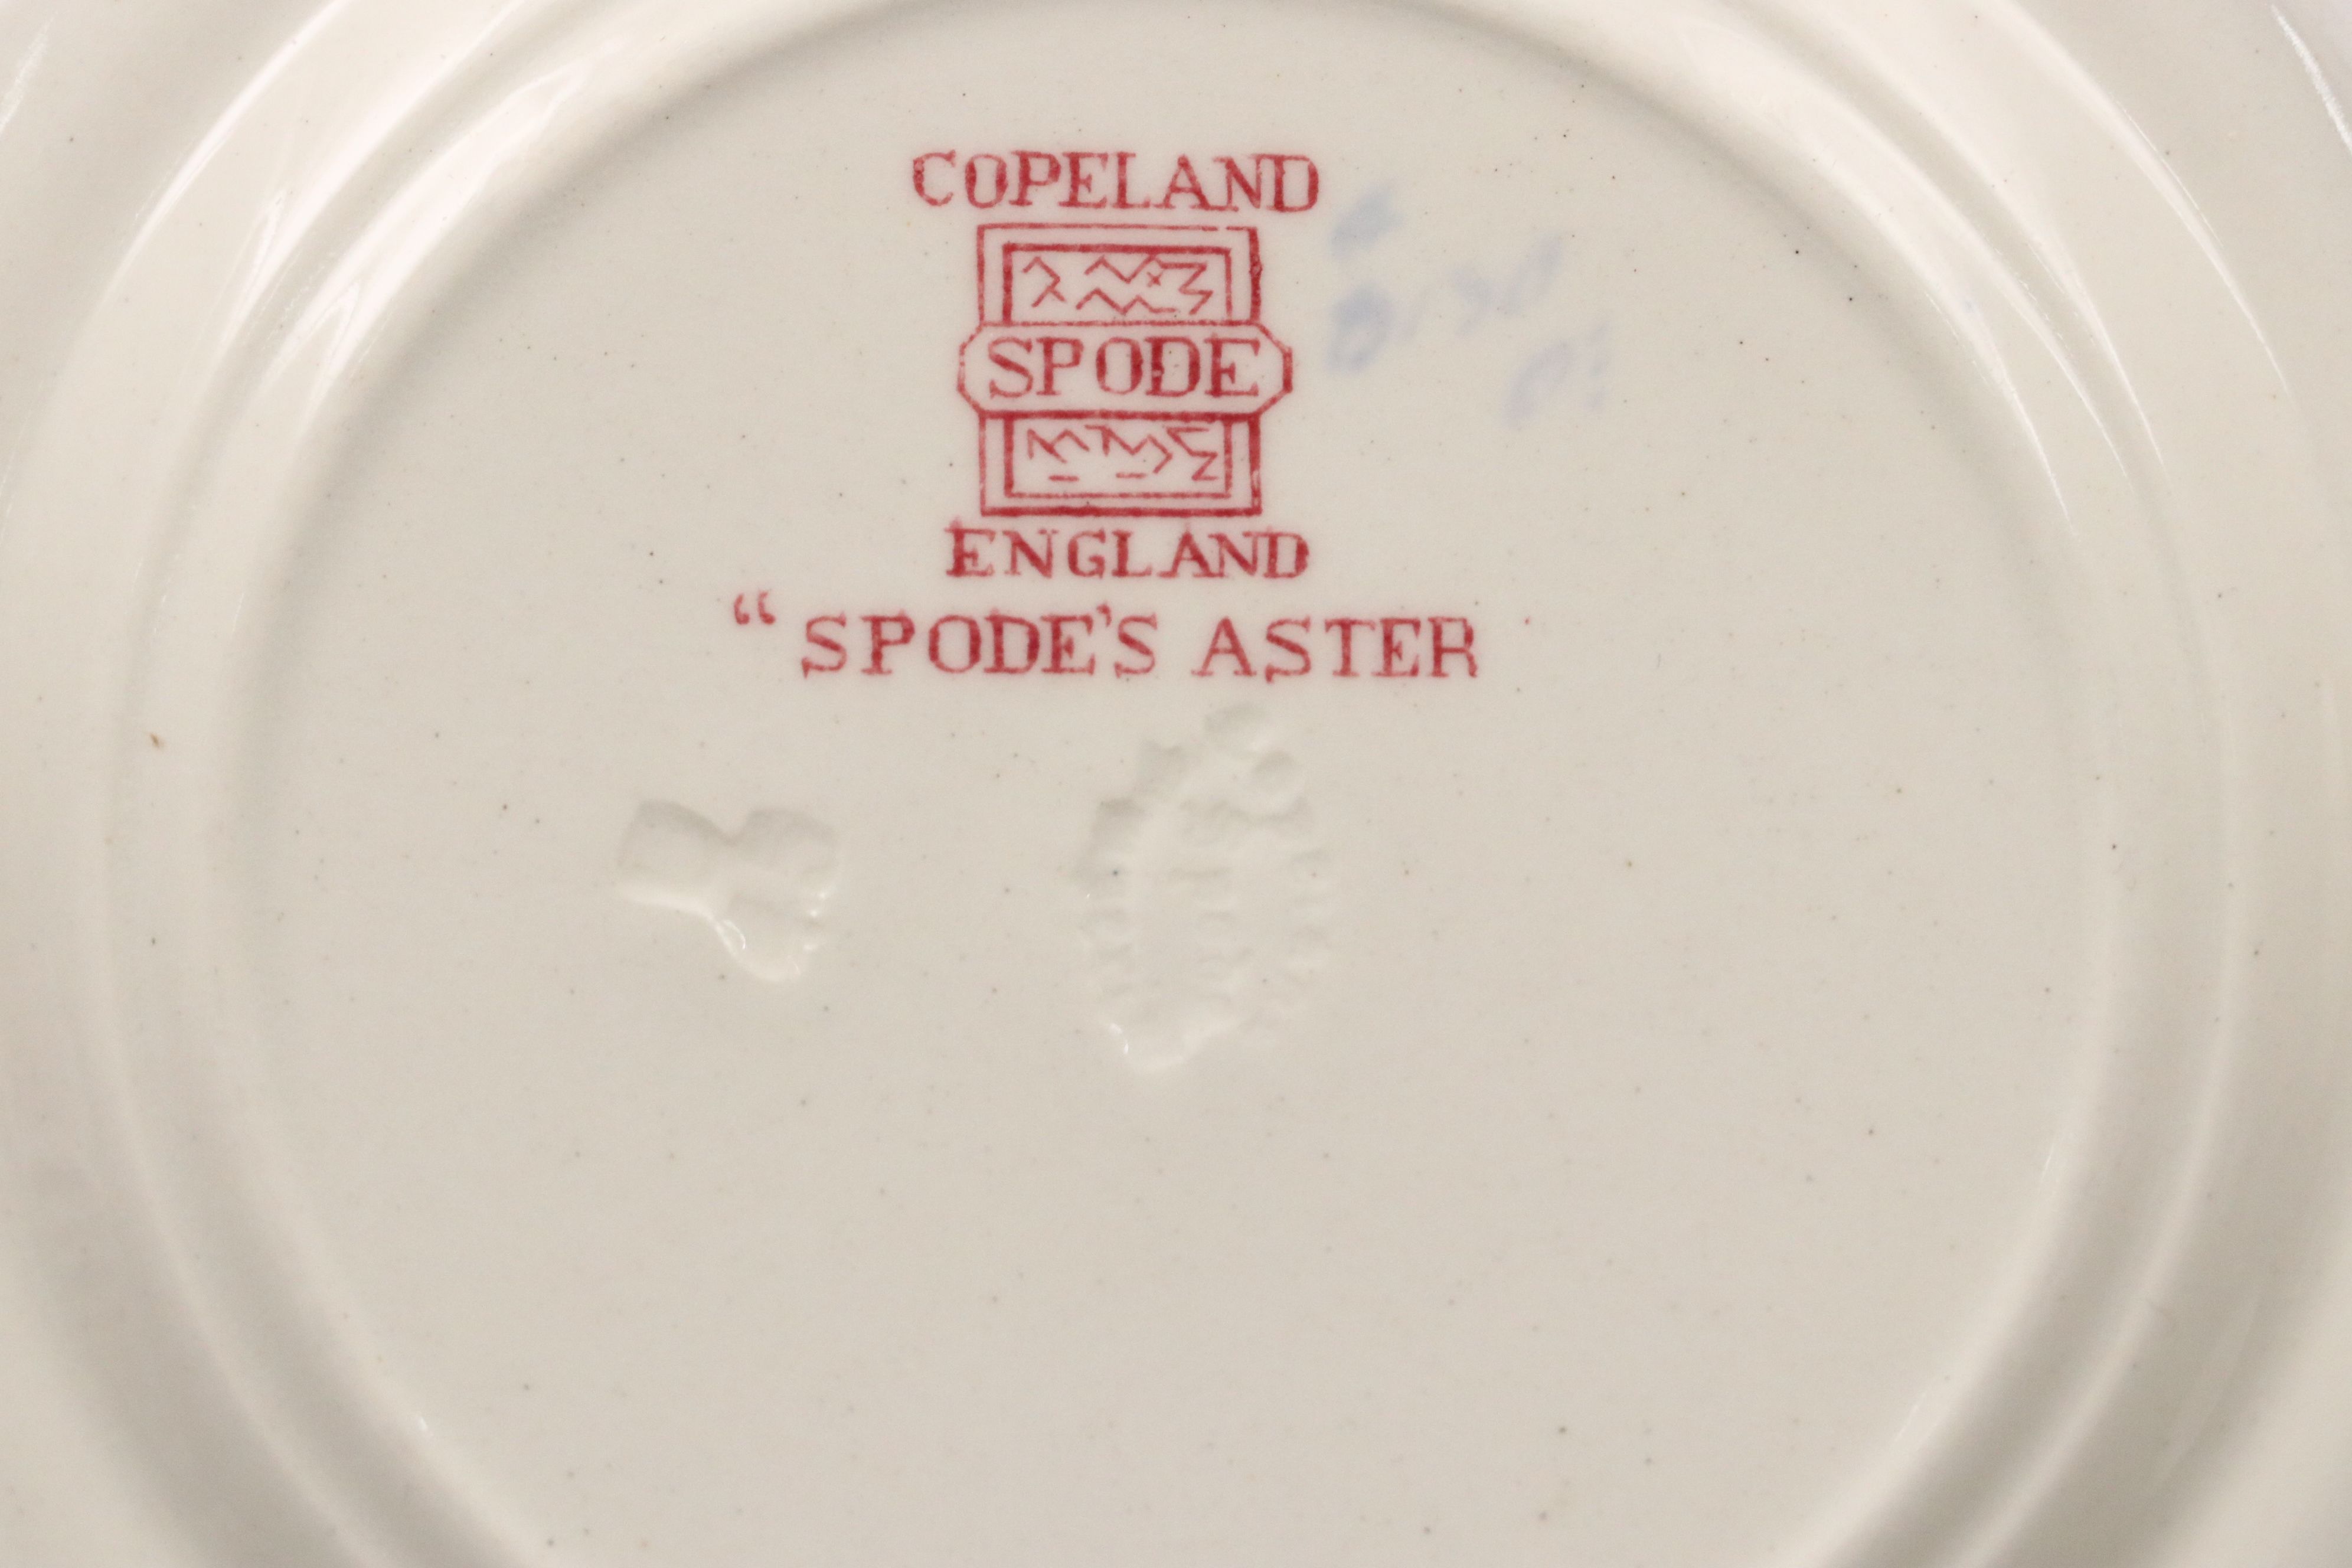 COPELAND
SPODE
ENGLAND
“SPODE'S ASTER